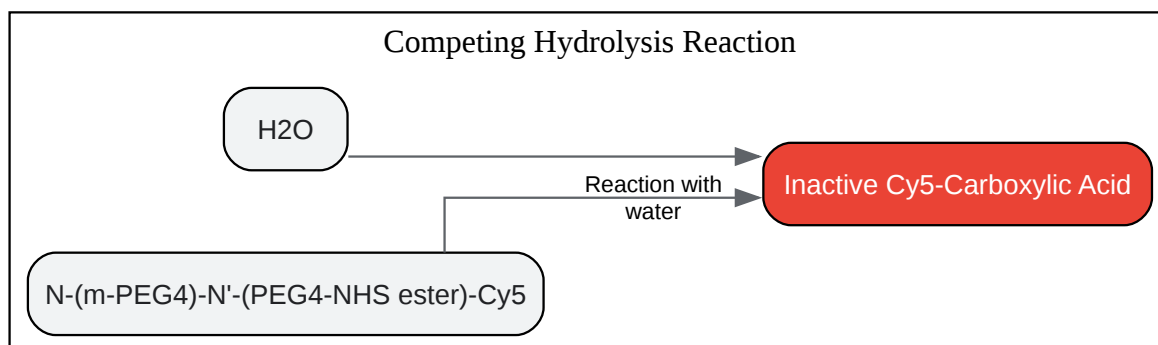 Competing Hydrolysis Reaction
H2O
Reaction with
water
Inactive Cy5-Carboxylic Acid
N-(m-PEG4)-N'-(PEG4-NHS ester)-Cy5